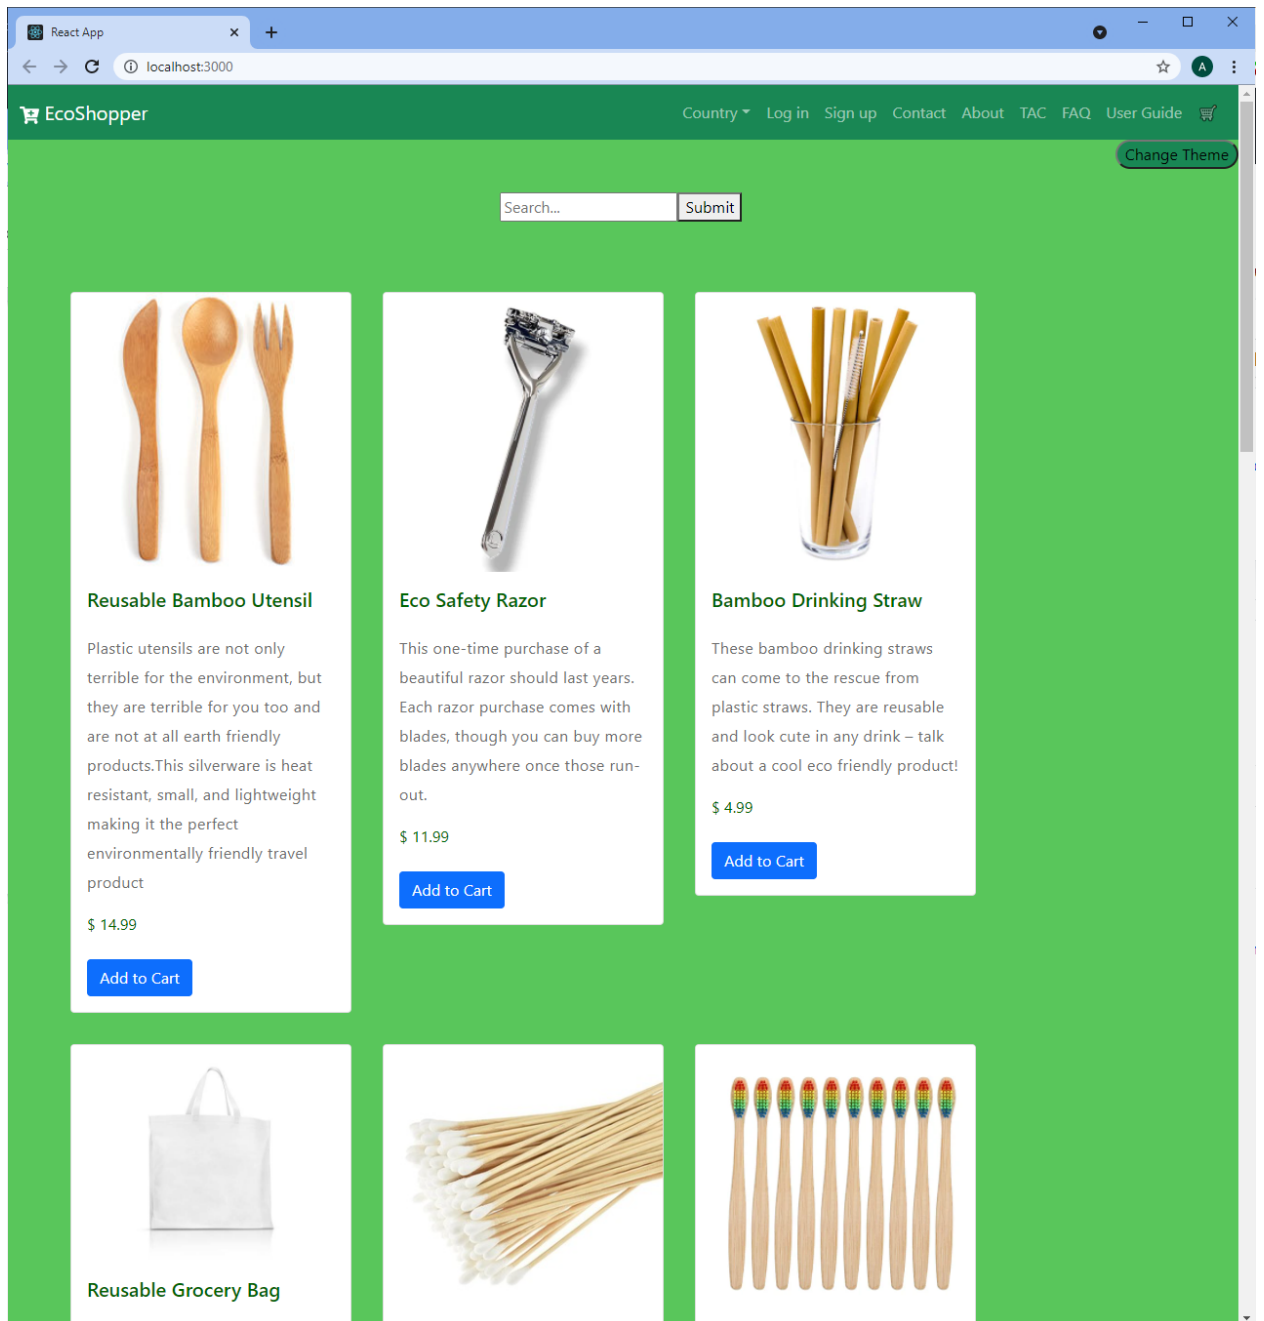 React App
localhost:3000
EcoShopper
Country Log in Sign up Contact About TAC FAQ User Guide
A
Change Theme
Search...
Submit
Reusable Bamboo Utensil
Plastic utensils are not only
terrible for the environment, but
they are terrible for you too and
are not at all earth friendly
products.This silverware is heat
resistant, small, and lightweight
making it the perfect
environmentally friendly travel
product
$ 14.99
Add to Cart
Eco Safety Razor
This one-time purchase of a
beautiful razor should last years.
Each razor purchase comes with
blades, though you can buy more
blades anywhere once those run-
out.
$ 11.99
Add to Cart
Bamboo Drinking Straw
These bamboo drinking straws
can come to the rescue from
plastic straws. They are reusable
and look cute in any drink – talk
about a cool eco friendly product!
$ 4.99
Add to Cart
Reusable Grocery Bag